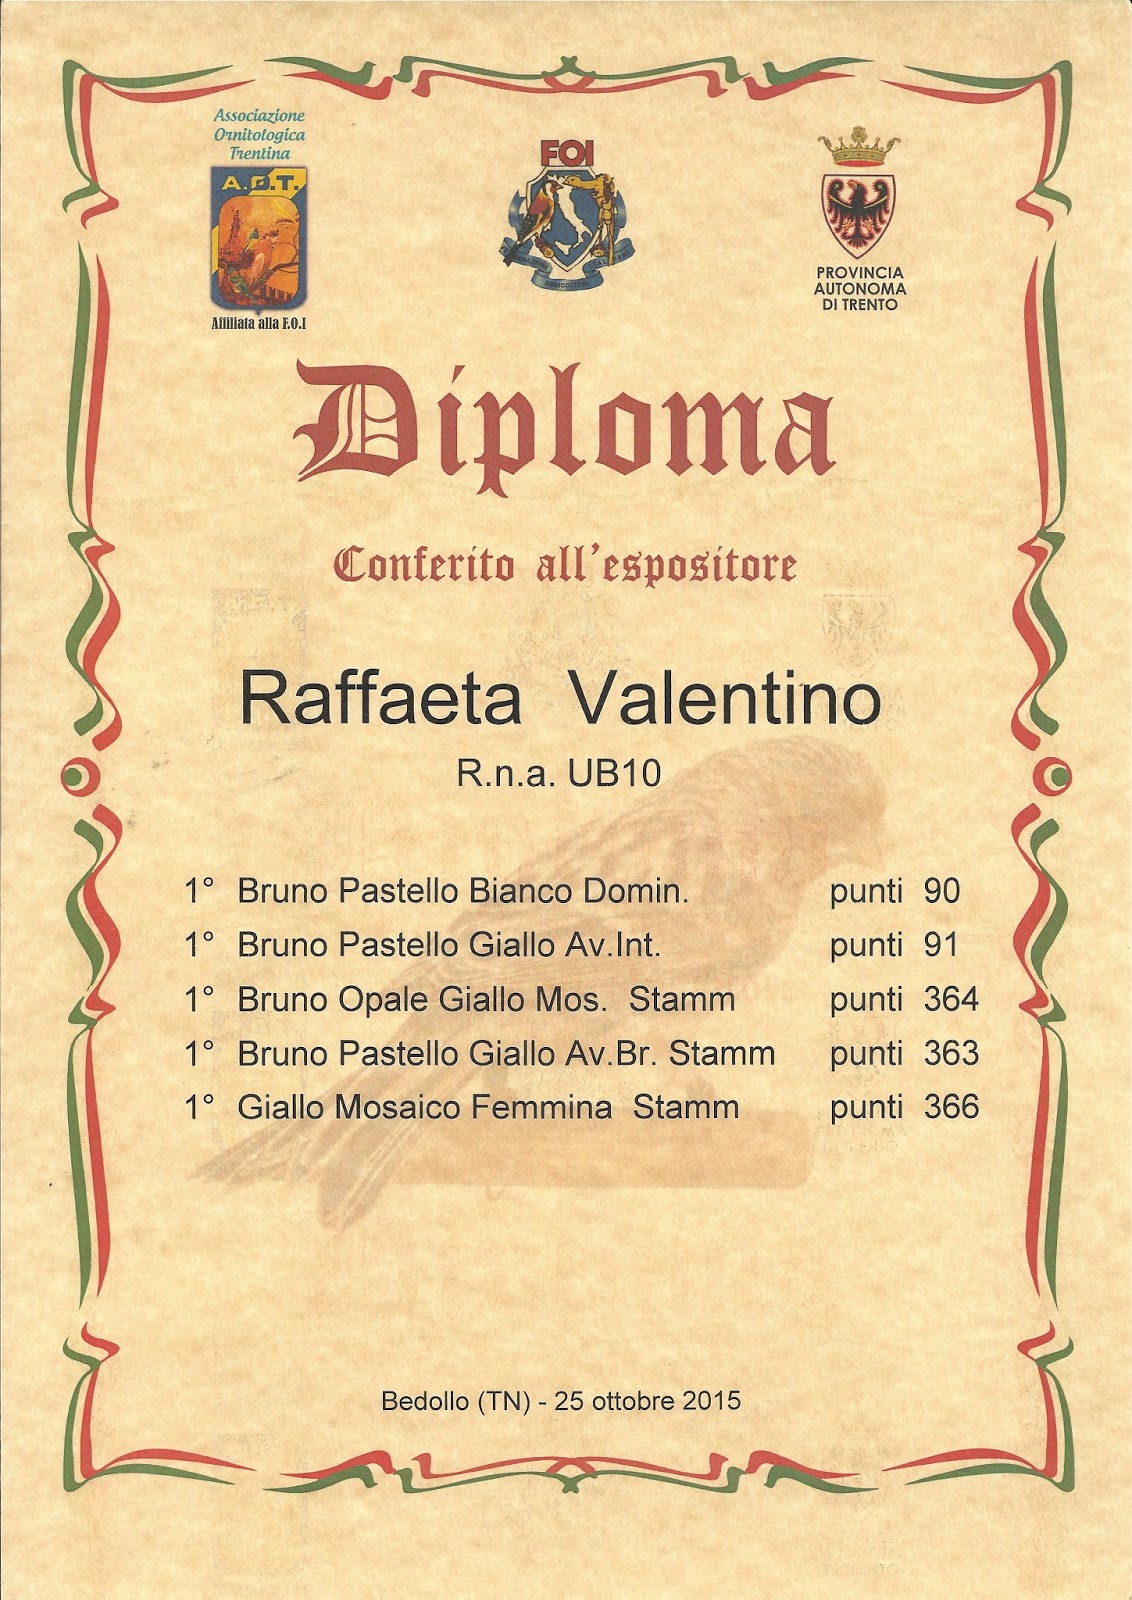 Associazione
Ornitologica
Trentina
A.O.T.
Affiliata alla F.O.I
FOI
PROVINCIA
AUTONOMA
DI TRENTO
Diploma
Conferito all'espositore
Raffaeta Valentino
R.n.a. UB10
1° Bruno Pastello Bianco Domin. punti 90
1° Bruno Pastello Giallo Av.Int. punti 91
1° Bruno Opale Giallo Mos. Stamm punti 364
1° Bruno Pastello Giallo Av.Br. Stamm punti 363
1° Giallo Mosaico Femmina Stamm punti 366
Bedollo (TN) - 25 ottobre 2015